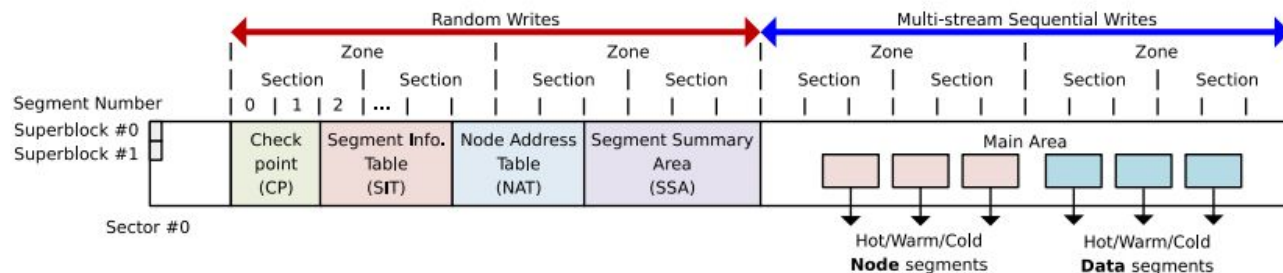 Random Writes
Multi-stream Sequential Writes
Zone
Zone
Zone
Zone
Section
Section
Section
Section
Section
Section
Section
Section
Segment Number
0
1
2
...
Superblock #0
Superblock #1
Check
point
(CP)
Segment Info.
Table
(SIT)
Node Address
Table
(NAT)
Segment Summary
Area
(SSA)
Main Area
Sector #0
Hot/Warm/Cold
Node segments
Hot/Warm/Cold
Data segments